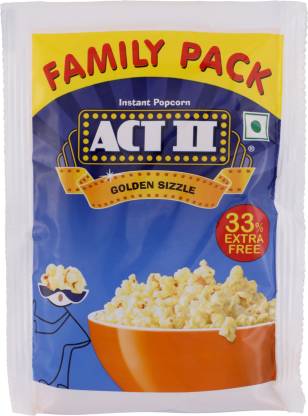 FAMILY PACK
Instant Popcorn
ACT II®
GOLDEN SIZZLE
33%
EXTRA
FREE